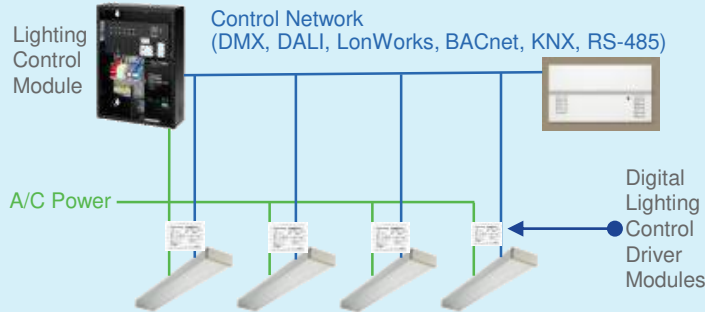 Lighting
Control
Module
Control Network
(DMX, DALI, LonWorks, BACnet, KNX, RS-485)
A/C Power
Digital
Lighting
Control
Driver
Modules